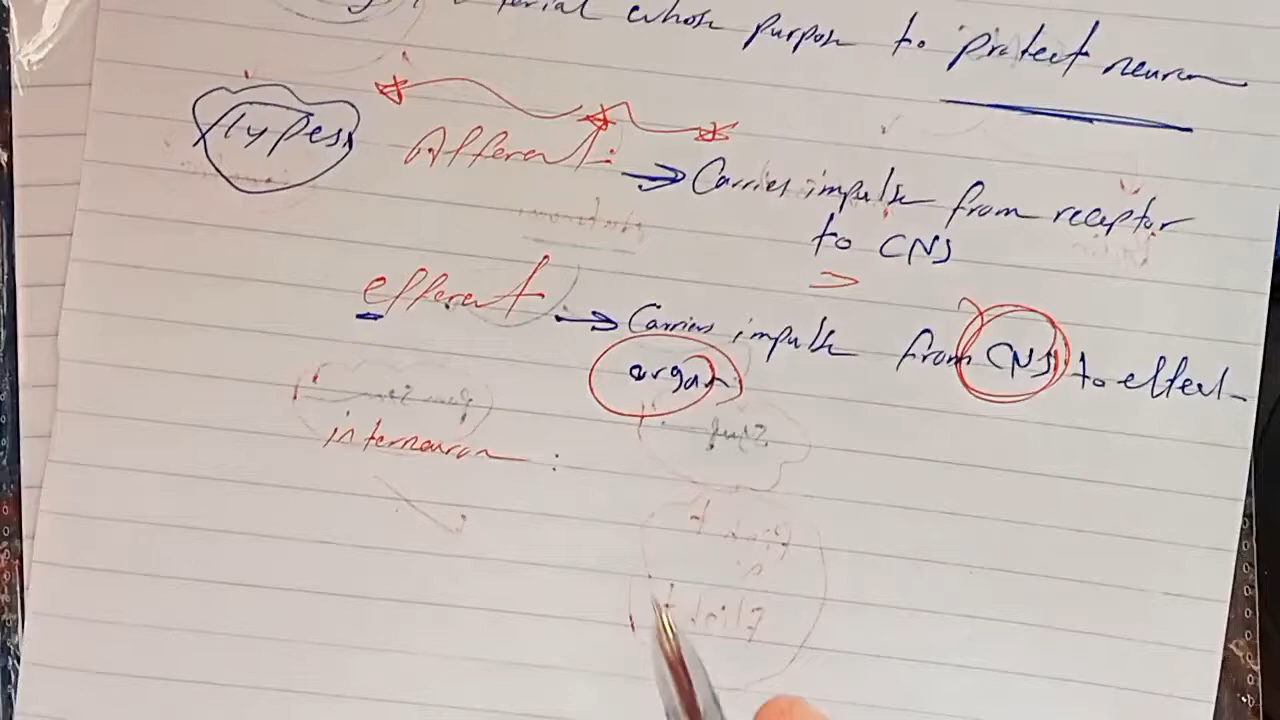 whose purpose to protect neuron
Types
Afferent: → Carries impulse from receptor
to CNS
efferent: → Carries impulse from CNS to effect-
organ
interneuron :